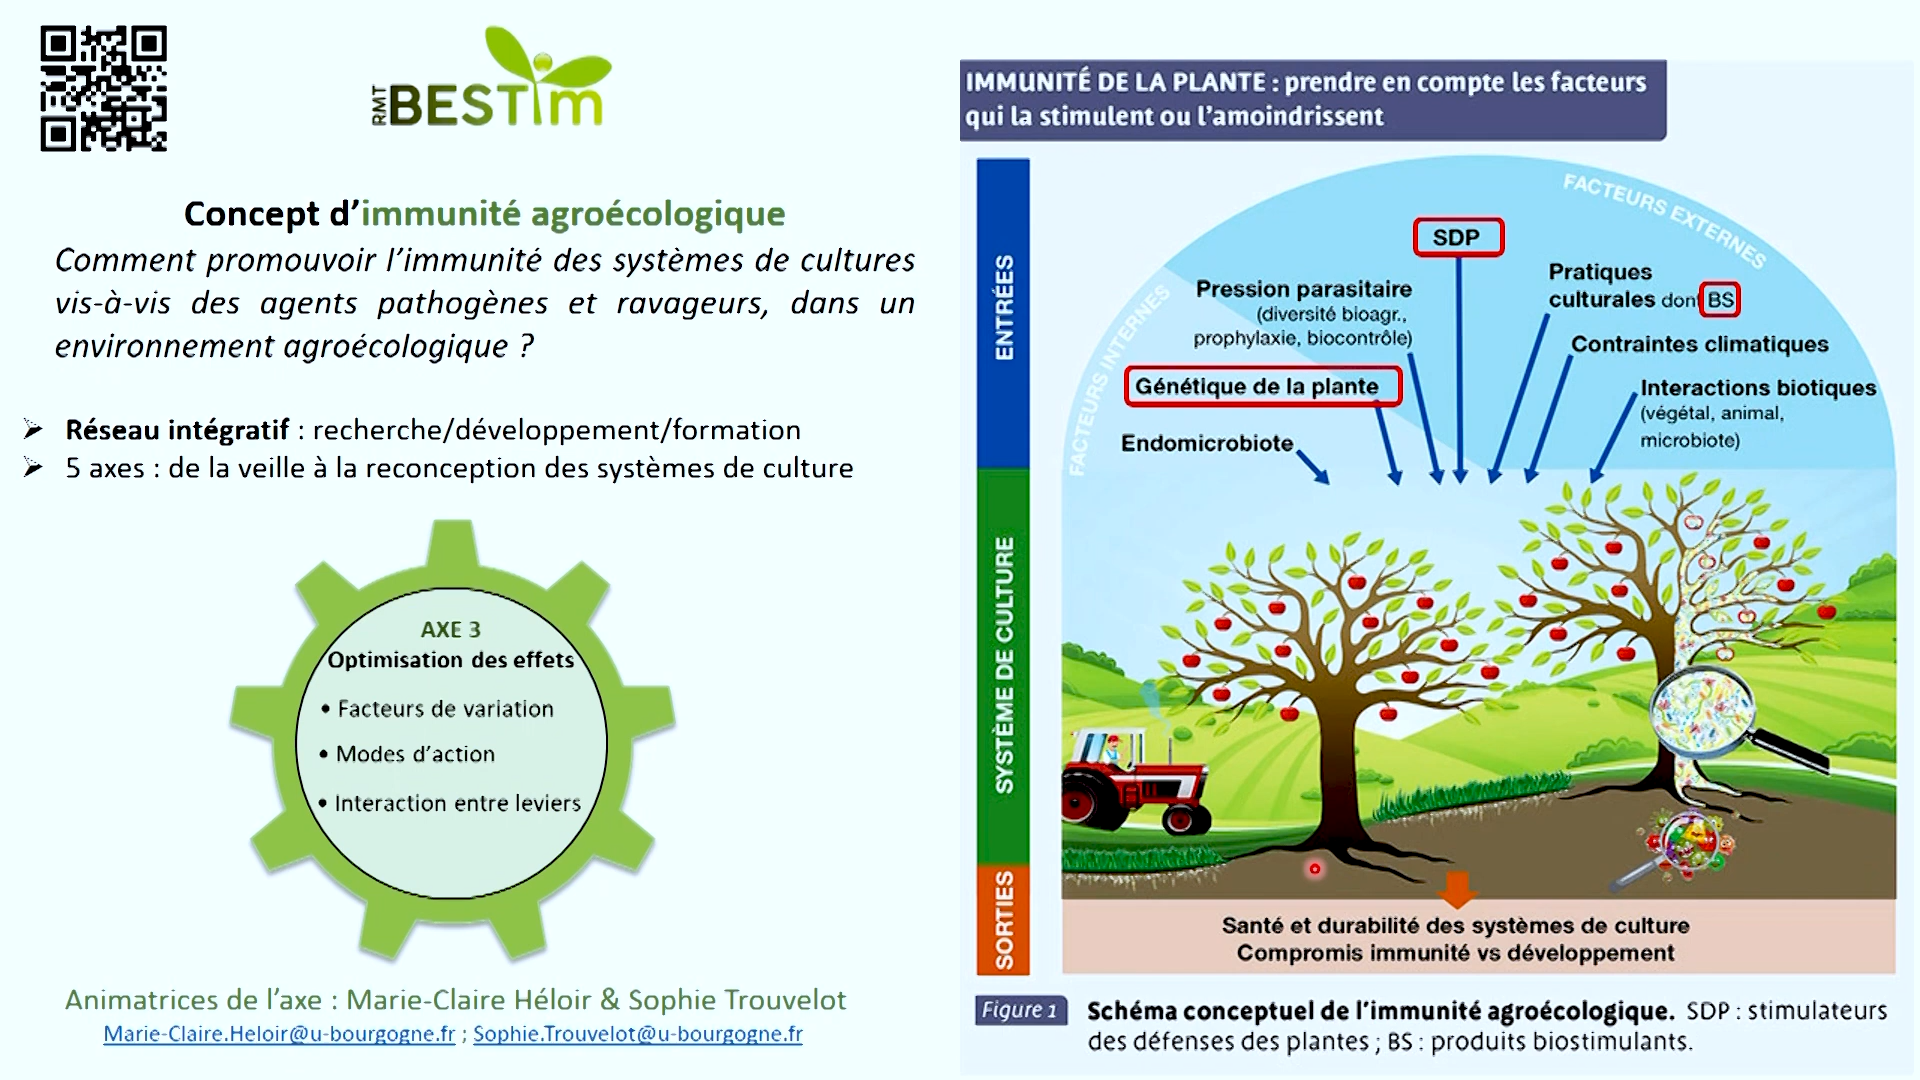 RMT BESTim
Concept d’immunité agroécologique
Comment promouvoir l’immunité des systèmes de cultures
vis-à-vis des agents pathogènes et ravageurs, dans un
environnement agroécologique ?
Réseau intégratif : recherche/développement/formation
5 axes : de la veille à la reconception des systèmes de culture
AXE 3
Optimisation des effets
• Facteurs de variation
• Modes d’action
• Interaction entre leviers
Animatrices de l’axe : Marie-Claire Héloir & Sophie Trouvelot
Marie-Claire.Heloir@u-bourgogne.fr ; Sophie.Trouvelot@u-bourgogne.fr
IMMUNITÉ DE LA PLANTE : prendre en compte les facteurs
qui la stimulent ou l’amoindrissent
ENTRÉES
FACTEURS INTERNES
FACTEURS EXTERNES
SDP
Pratiques
culturales dont BS
Pression parasitaire
(diversité bioagr.,
prophylaxie, biocontrôle)
Contraintes climatiques
Génétique de la plante
Interactions biotiques
(végétal, animal,
microbiote)
Endomicrobiote
SYSTÈME DE CULTURE
SORTIES
Santé et durabilité des systèmes de culture
Compromis immunité vs développement
Figure 1
Schéma conceptuel de l’immunité agroécologique. SDP : stimulateurs
des défenses des plantes ; BS : produits biostimulants.